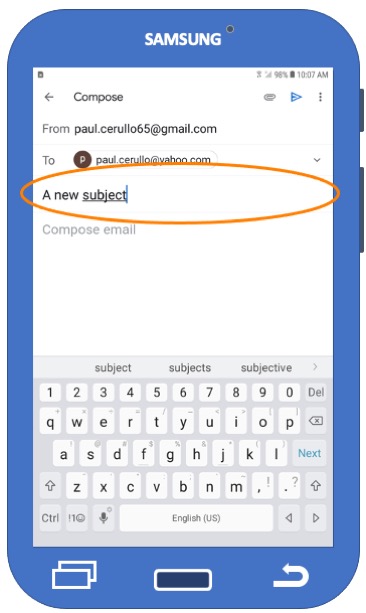 SAMSUNG
98% 10:07 AM
Compose
From paul.cerullo65@gmail.com
To P paul.cerullo@yahoo.com
A new subject
Compose email
subject subjects subjective
1 2 3 4 5 6 7 8 9 0 Del
q w e r t y u i o p
a s d f g h j k l Next
z x c v b n m , ! . ?
Ctrl !1☺ English (US)